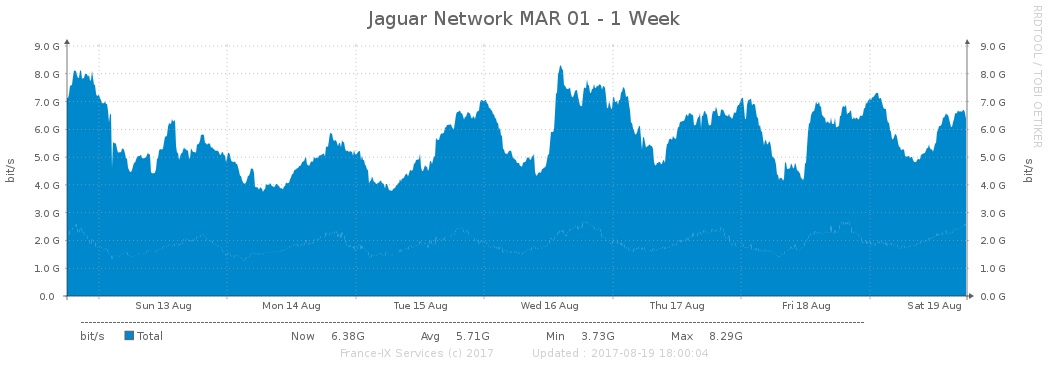 Jaguar Network MAR 01 - 1 Week
RRDTOOL / TOBI OETIKER
9.0 G 9.0 G
8.0 G 8.0 G
7.0 G 7.0 G
6.0 G 6.0 G
5.0 G 5.0 G
4.0 G 4.0 G
3.0 G 3.0 G
2.0 G 2.0 G
1.0 G 1.0 G
0.0 0.0 G
bit/s
bit/s
Sun 13 Aug Mon 14 Aug Tue 15 Aug Wed 16 Aug Thu 17 Aug Fri 18 Aug Sat 19 Aug
bit/s Total Now 6.38G Avg 5.71G Min 3.73G Max 8.29G
France-IX Services (c) 2017 Updated : 2017-08-19 18:00:04